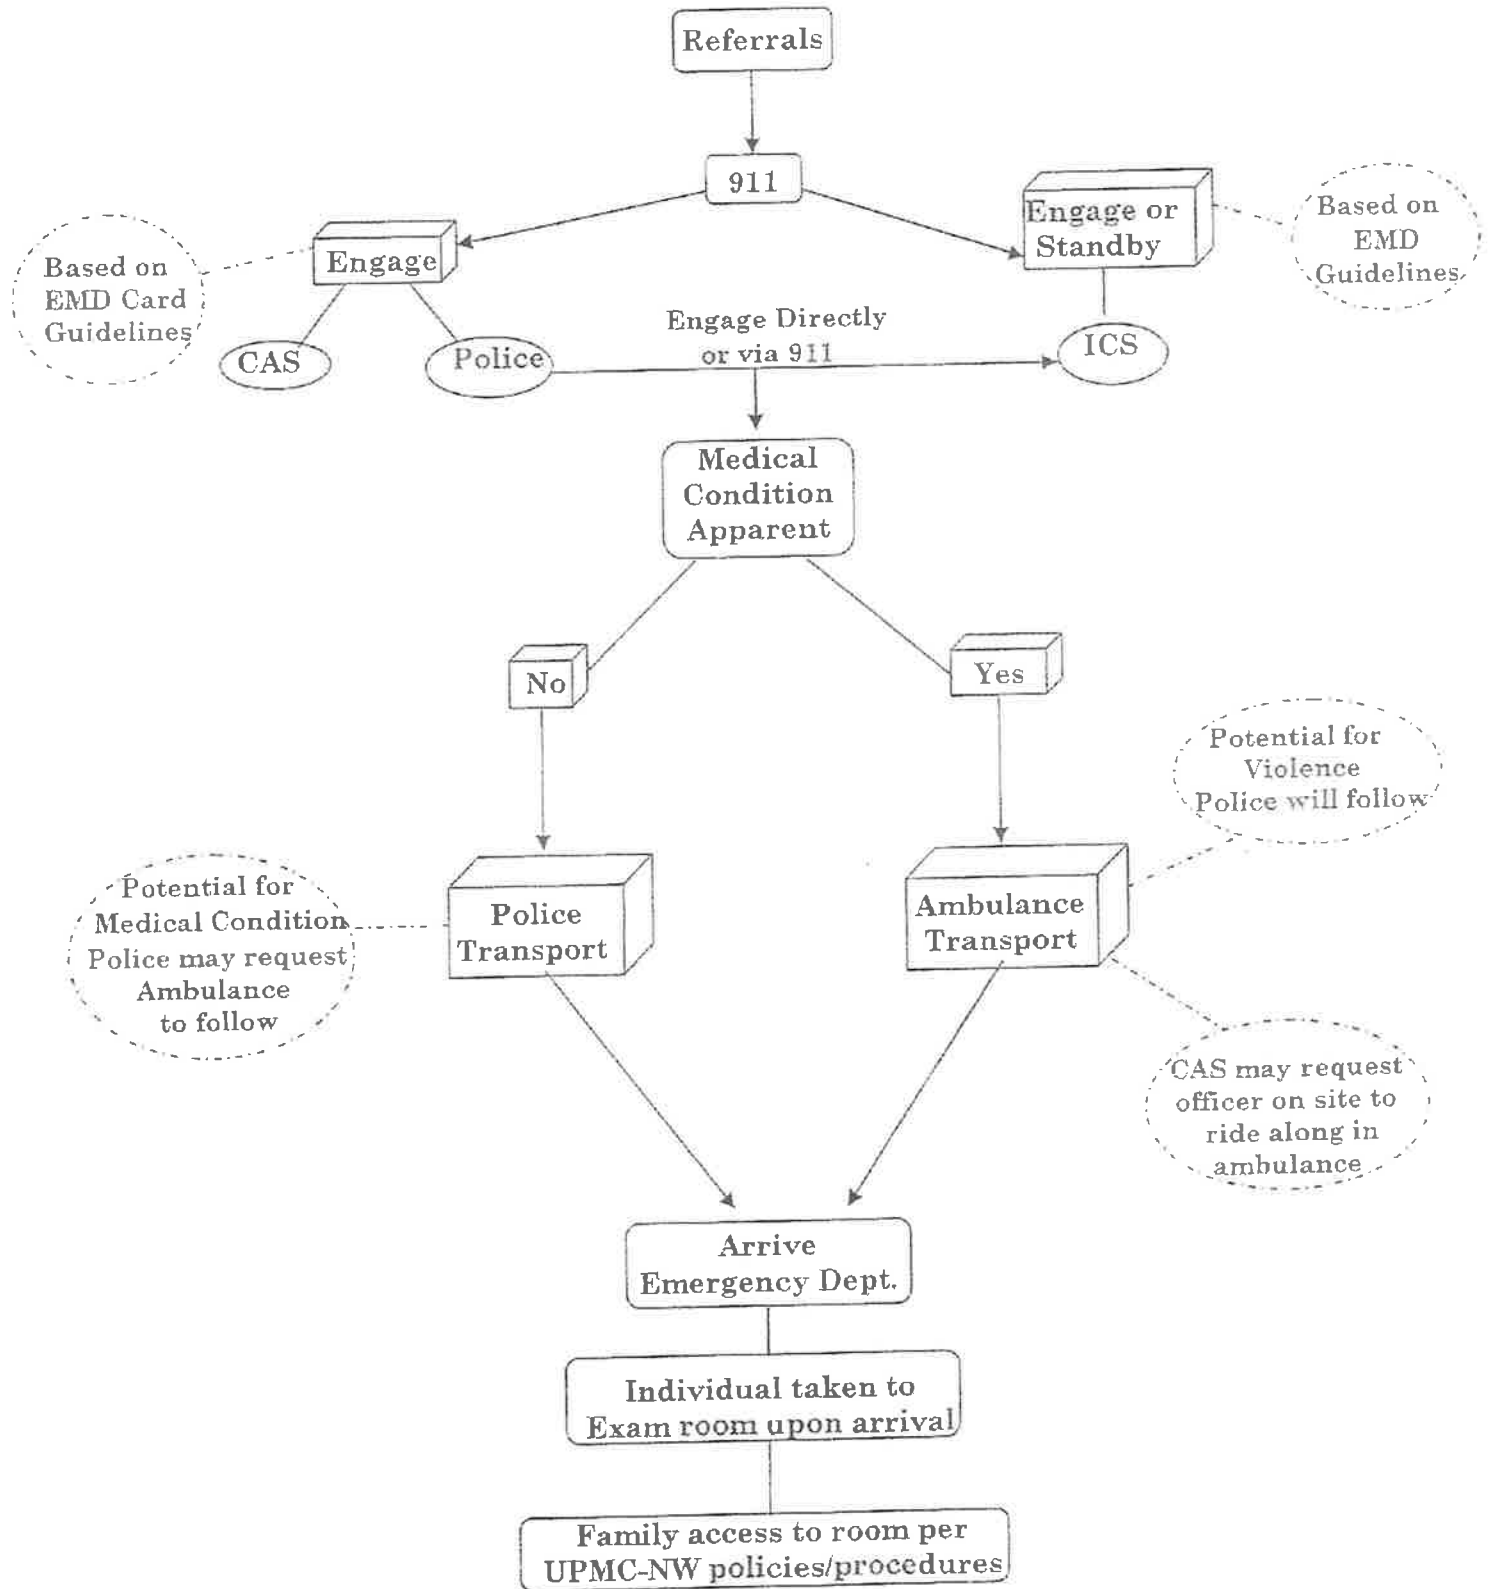 Referrals
911
Engage or
Standby
Based on
EMD
Guidelines
Based on
EMD Card
Guidelines
Engage
CAS
Police
Engage Directly
or via 911
ICS
Medical
Condition
Apparent
No
Yes
Potential for
Violence
Police will follow
Potential for
Medical Condition
Police may request
Ambulance
to follow
Police
Transport
Ambulance
Transport
CAS may request
officer on site to
ride along in
ambulance
Arrive
Emergency Dept.
Individual taken to
Exam room upon arrival
Family access to room per
UPMC-NW policies/procedures